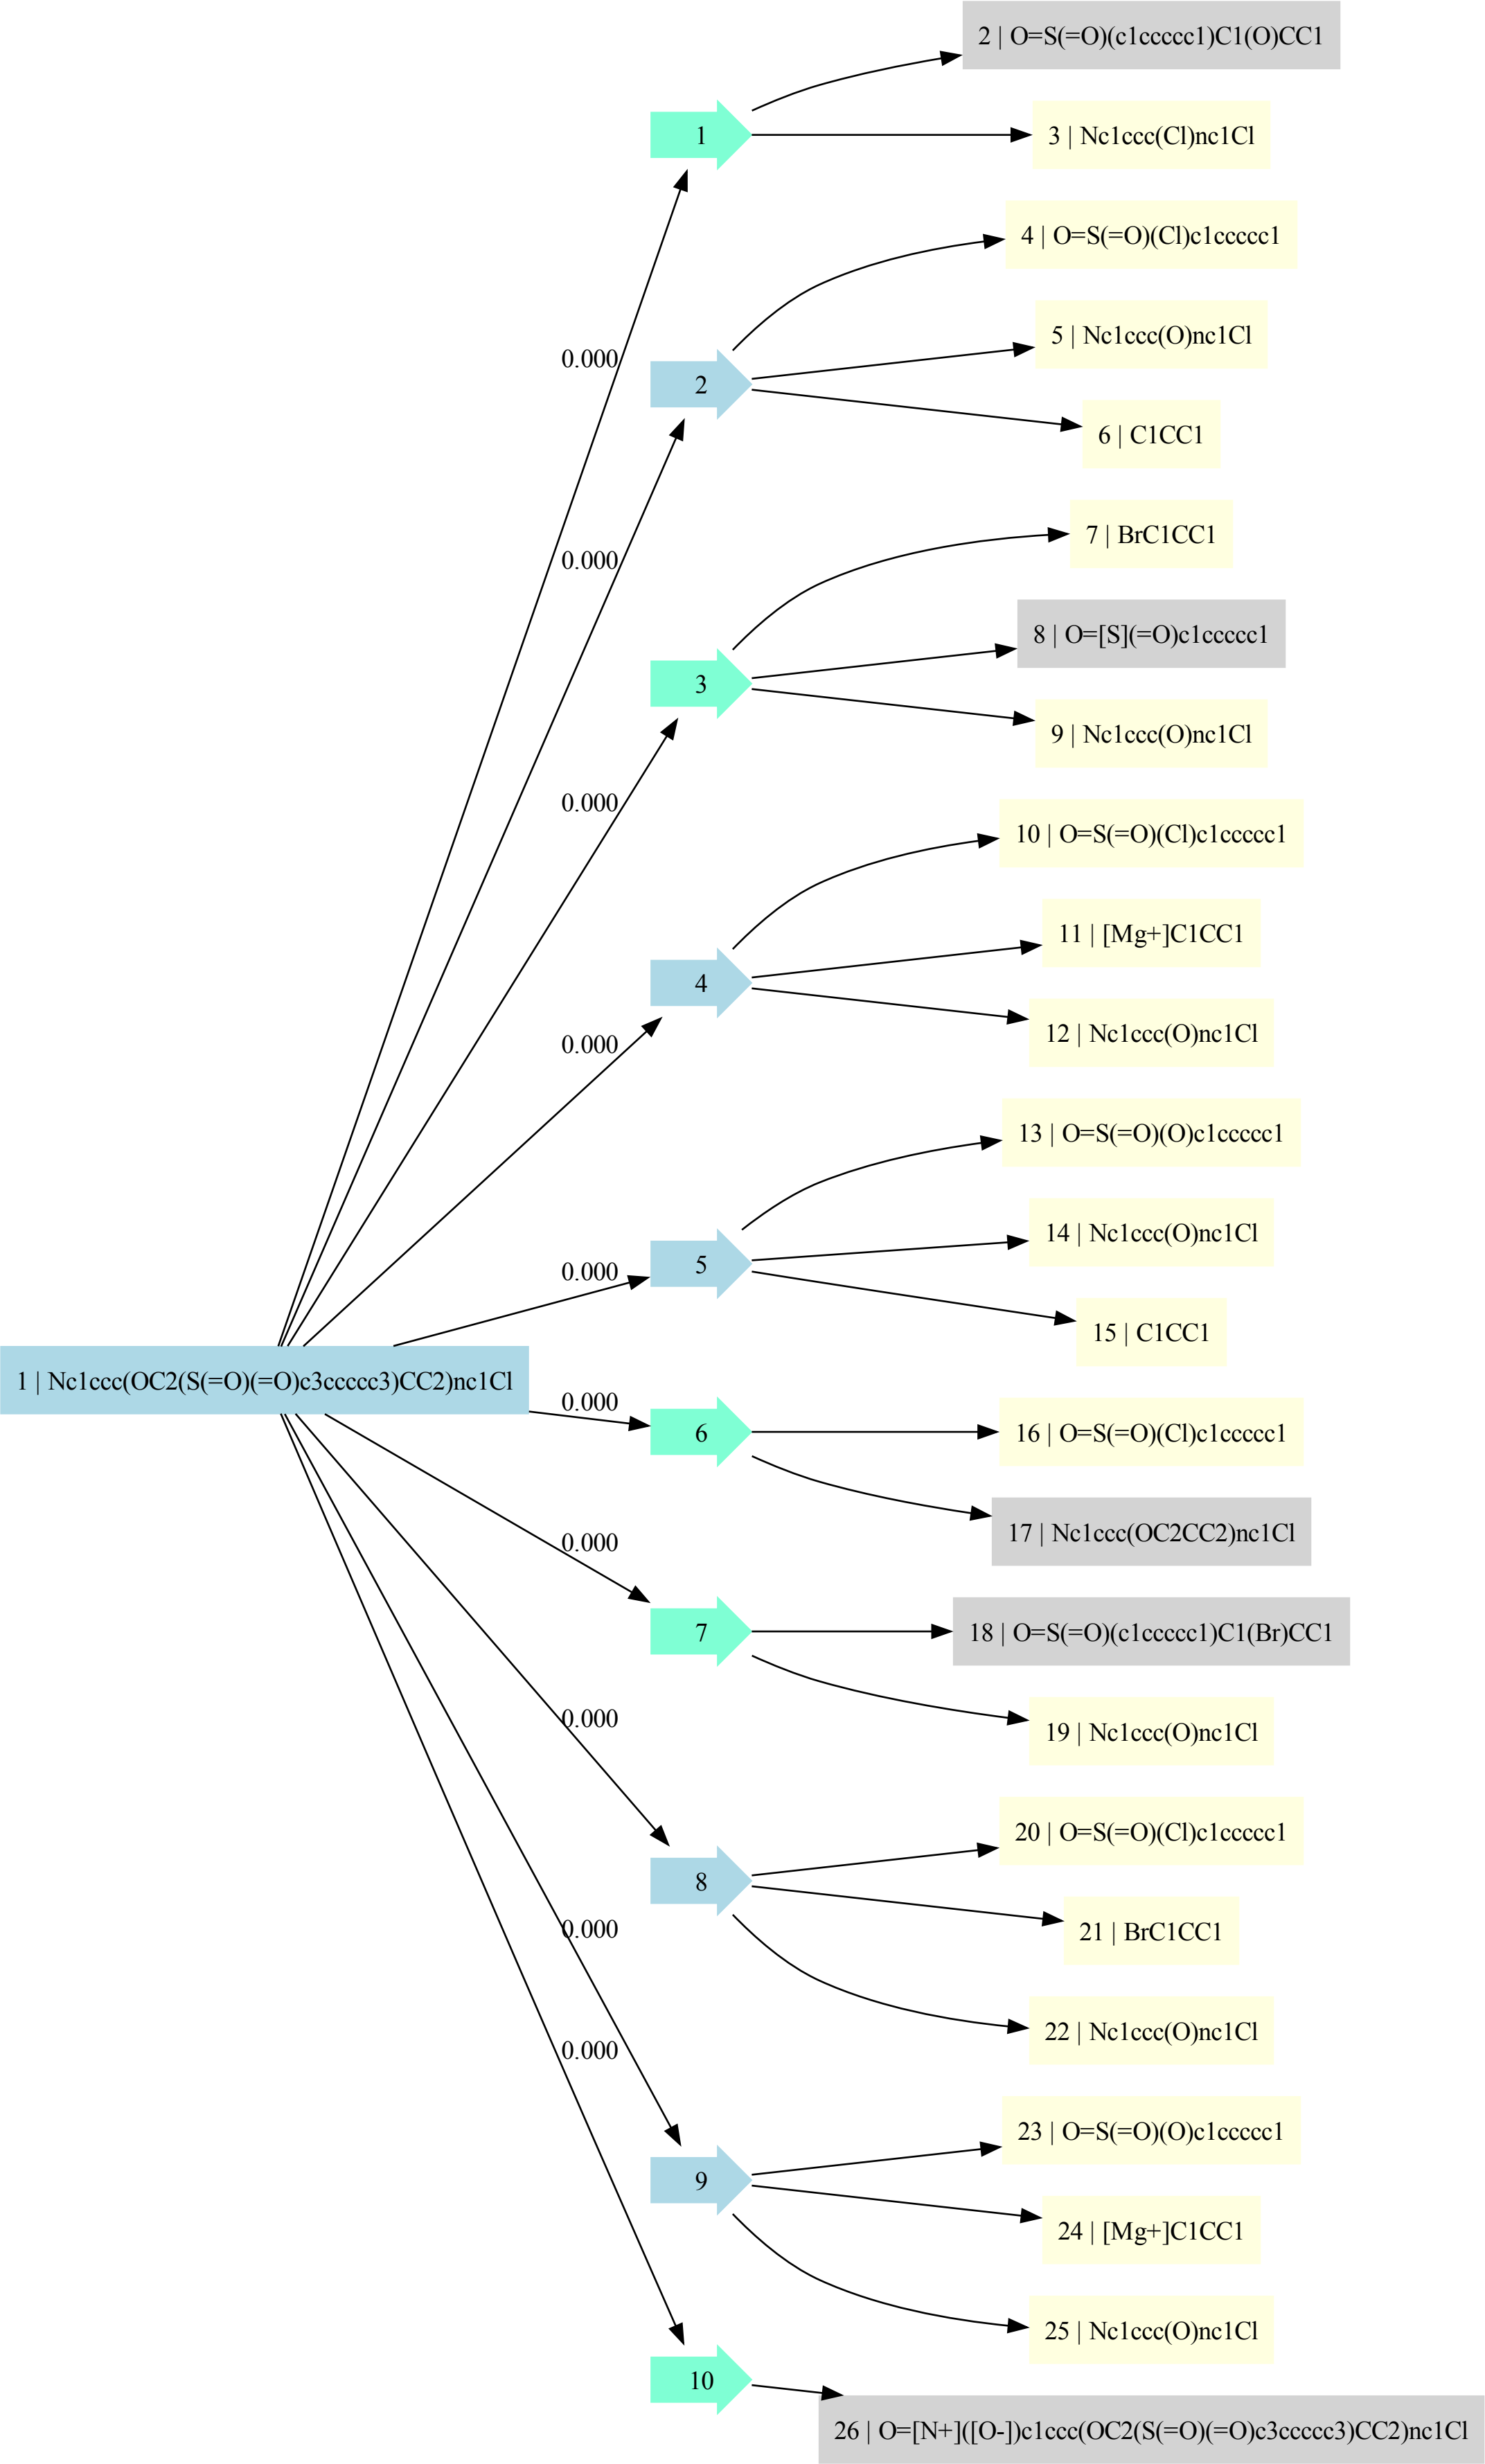 1 | Nc1ccc(OC2(S(=O)(=O)c3ccccc3)CC2)nc1Cl
0.000
1
2 | O=S(=O)(c1ccccc1)C1(O)CC1
3 | Nc1ccc(Cl)nc1Cl
0.000
2
4 | O=S(=O)(Cl)c1ccccc1
5 | Nc1ccc(O)nc1Cl
6 | C1CC1
0.000
3
7 | BrC1CC1
8 | O=[S](=O)c1ccccc1
9 | Nc1ccc(O)nc1Cl
0.000
4
10 | O=S(=O)(Cl)c1ccccc1
11 | [Mg+]C1CC1
12 | Nc1ccc(O)nc1Cl
0.000
5
13 | O=S(=O)(O)c1ccccc1
14 | Nc1ccc(O)nc1Cl
15 | C1CC1
0.000
6
16 | O=S(=O)(Cl)c1ccccc1
17 | Nc1ccc(OC2CC2)nc1Cl
0.000
7
18 | O=S(=O)(c1ccccc1)C1(Br)CC1
19 | Nc1ccc(O)nc1Cl
0.000
8
20 | O=S(=O)(Cl)c1ccccc1
21 | BrC1CC1
22 | Nc1ccc(O)nc1Cl
0.000
9
23 | O=S(=O)(O)c1ccccc1
24 | [Mg+]C1CC1
25 | Nc1ccc(O)nc1Cl
0.000
10
26 | O=[N+]([O-])c1ccc(OC2(S(=O)(=O)c3ccccc3)CC2)nc1Cl